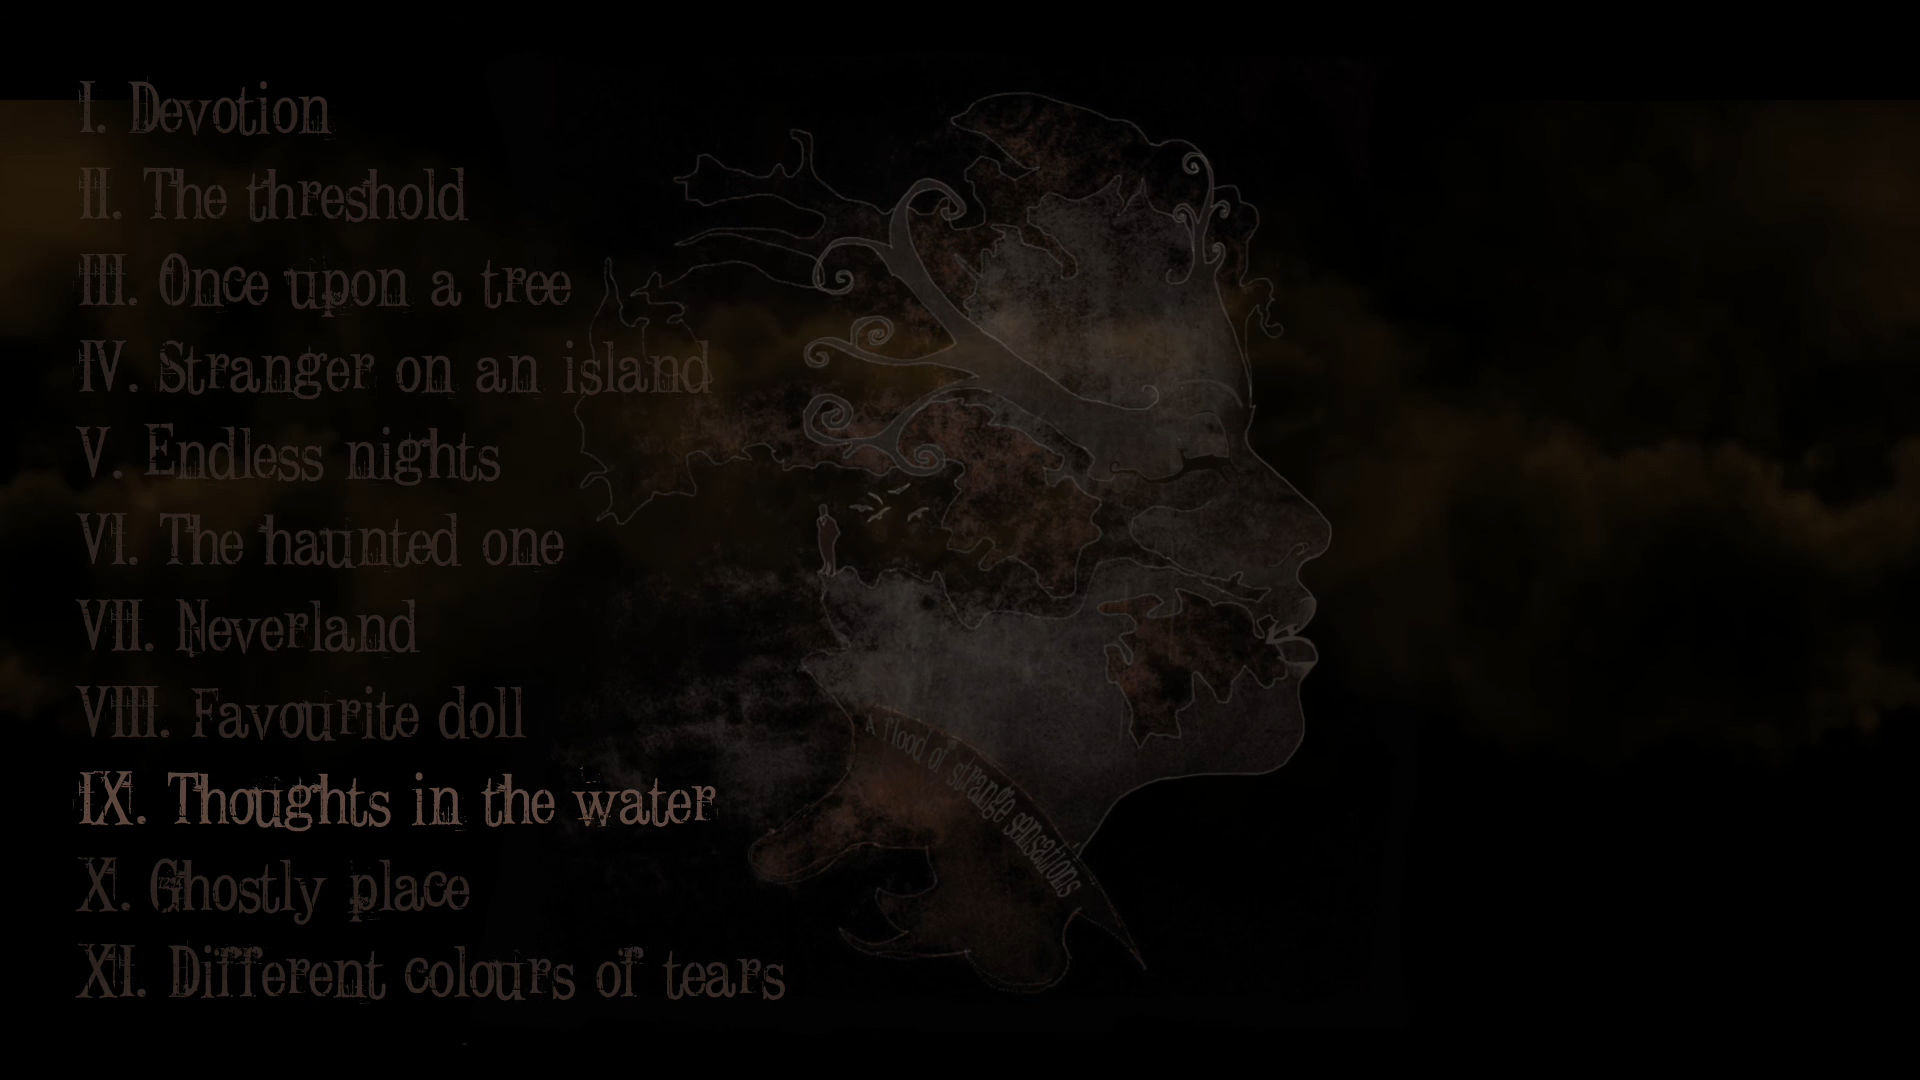 I. Devotion
II. The threshold
III. Once upon a tree
IV. Stranger on an island
V. Endless nights
VI. The haunted one
VII. Neverland
VIII. Favourite doll
IX. Thoughts in the water
X. Ghostly place
XI. Different colours of tears
A flood of strange sensations